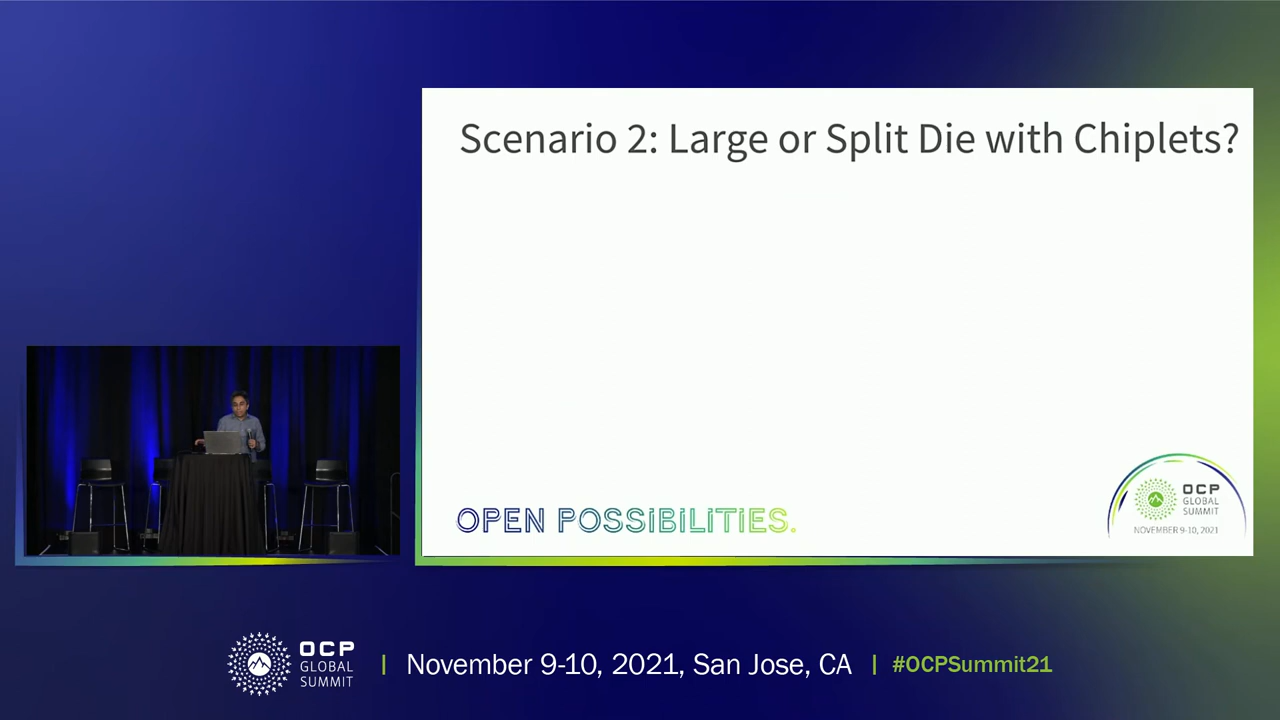 Scenario 2: Large or Split Die with Chiplets?
OPEN POSSIBILITIES.
OCP
GLOBAL
SUMMIT
NOVEMBER 9-10, 2021
OCP
GLOBAL
SUMMIT
November 9-10, 2021, San Jose, CA
#OCPSummit21